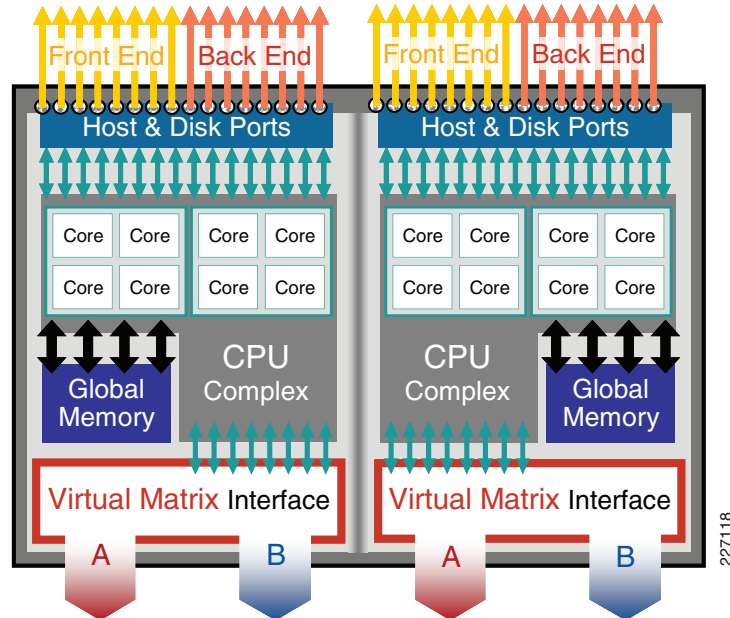 Front End Back End Front End Back End
Host & Disk Ports Host & Disk Ports
Core Core Core Core Core Core Core Core
Core Core Core Core Core Core Core Core
CPU
Complex
CPU
Complex
Global
Memory
Global
Memory
Virtual Matrix Interface Virtual Matrix Interface
A B A B
227118